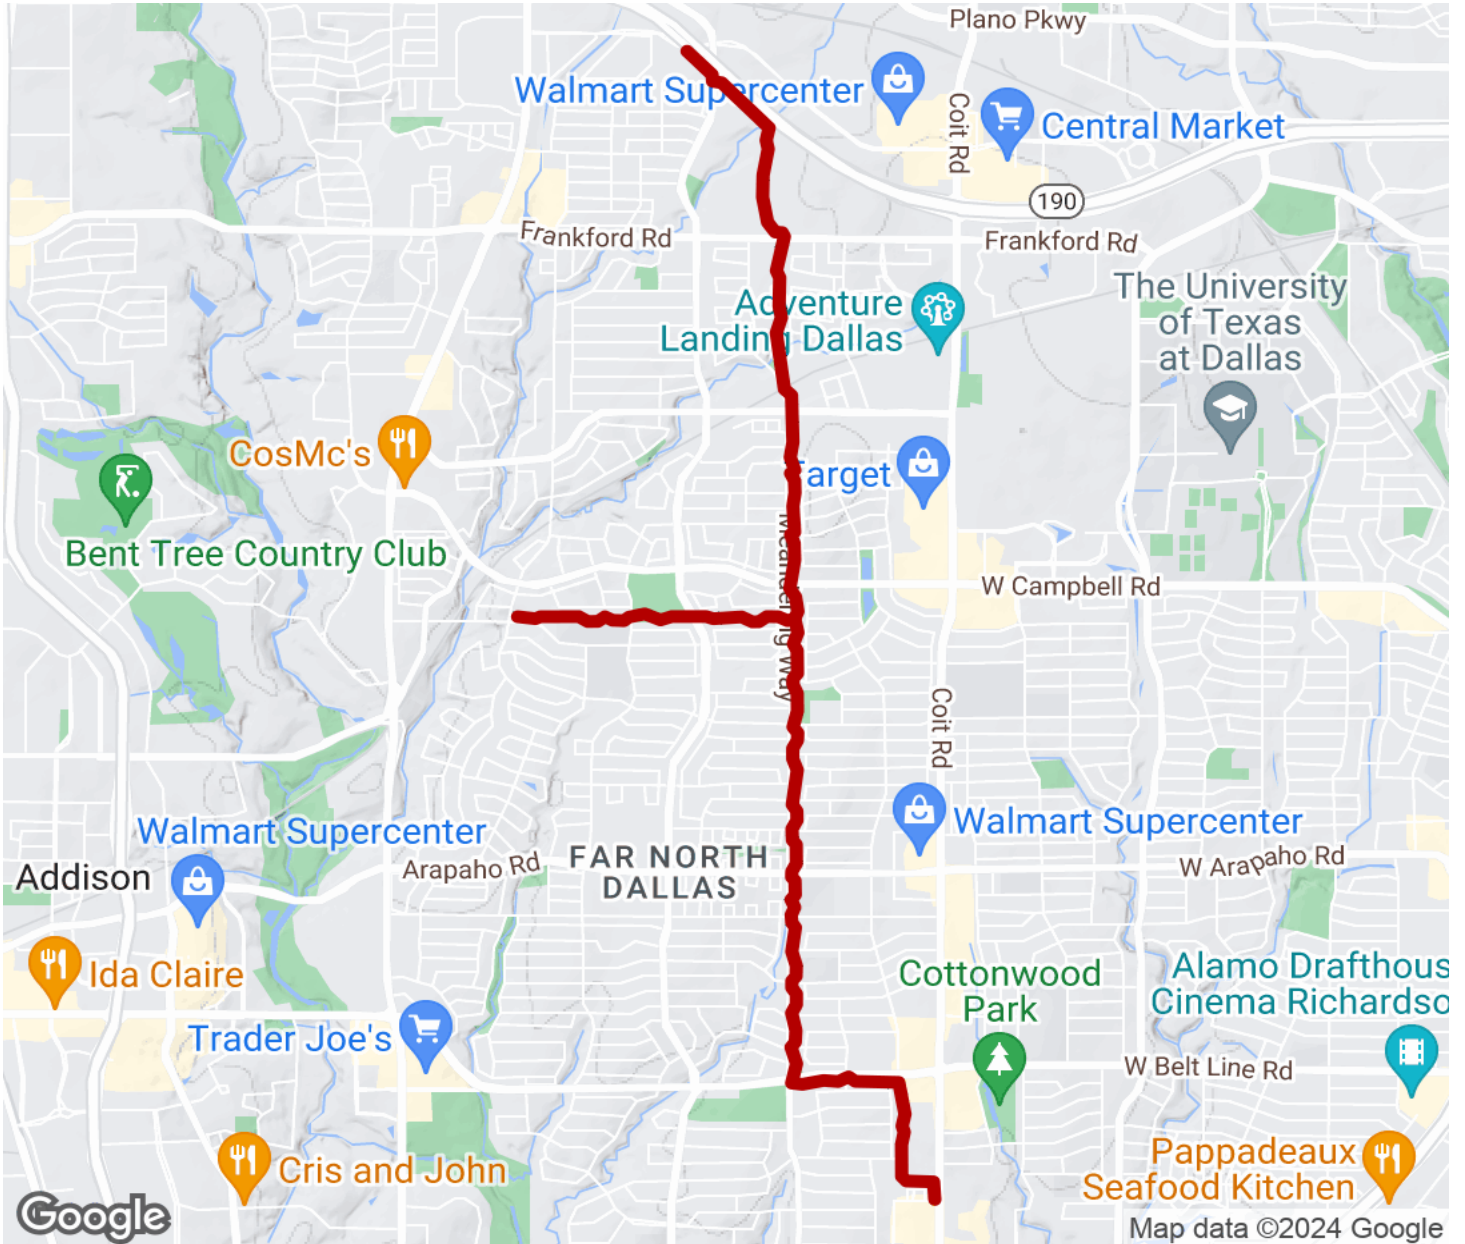 Plano Pkwy
Walmart Supercenter
Coit Rd
Central Market
190
Frankford Rd
Frankford Rd
The University
of Texas
at Dallas
Adventure
Landing Dallas
CosMc's
Target
Bent Tree Country Club
Meandering Way
W Campbell Rd
Coit Rd
Walmart Supercenter
Walmart Supercenter
Arapaho Rd
FAR NORTH
DALLAS
W Arapaho Rd
Addison
Ida Claire
Cottonwood
Park
Alamo Drafthous
Cinema Richardso
Trader Joe's
W Belt Line Rd
Cris and John
Pappadeaux
Seafood Kitchen
Google
Map data ©2024 Google